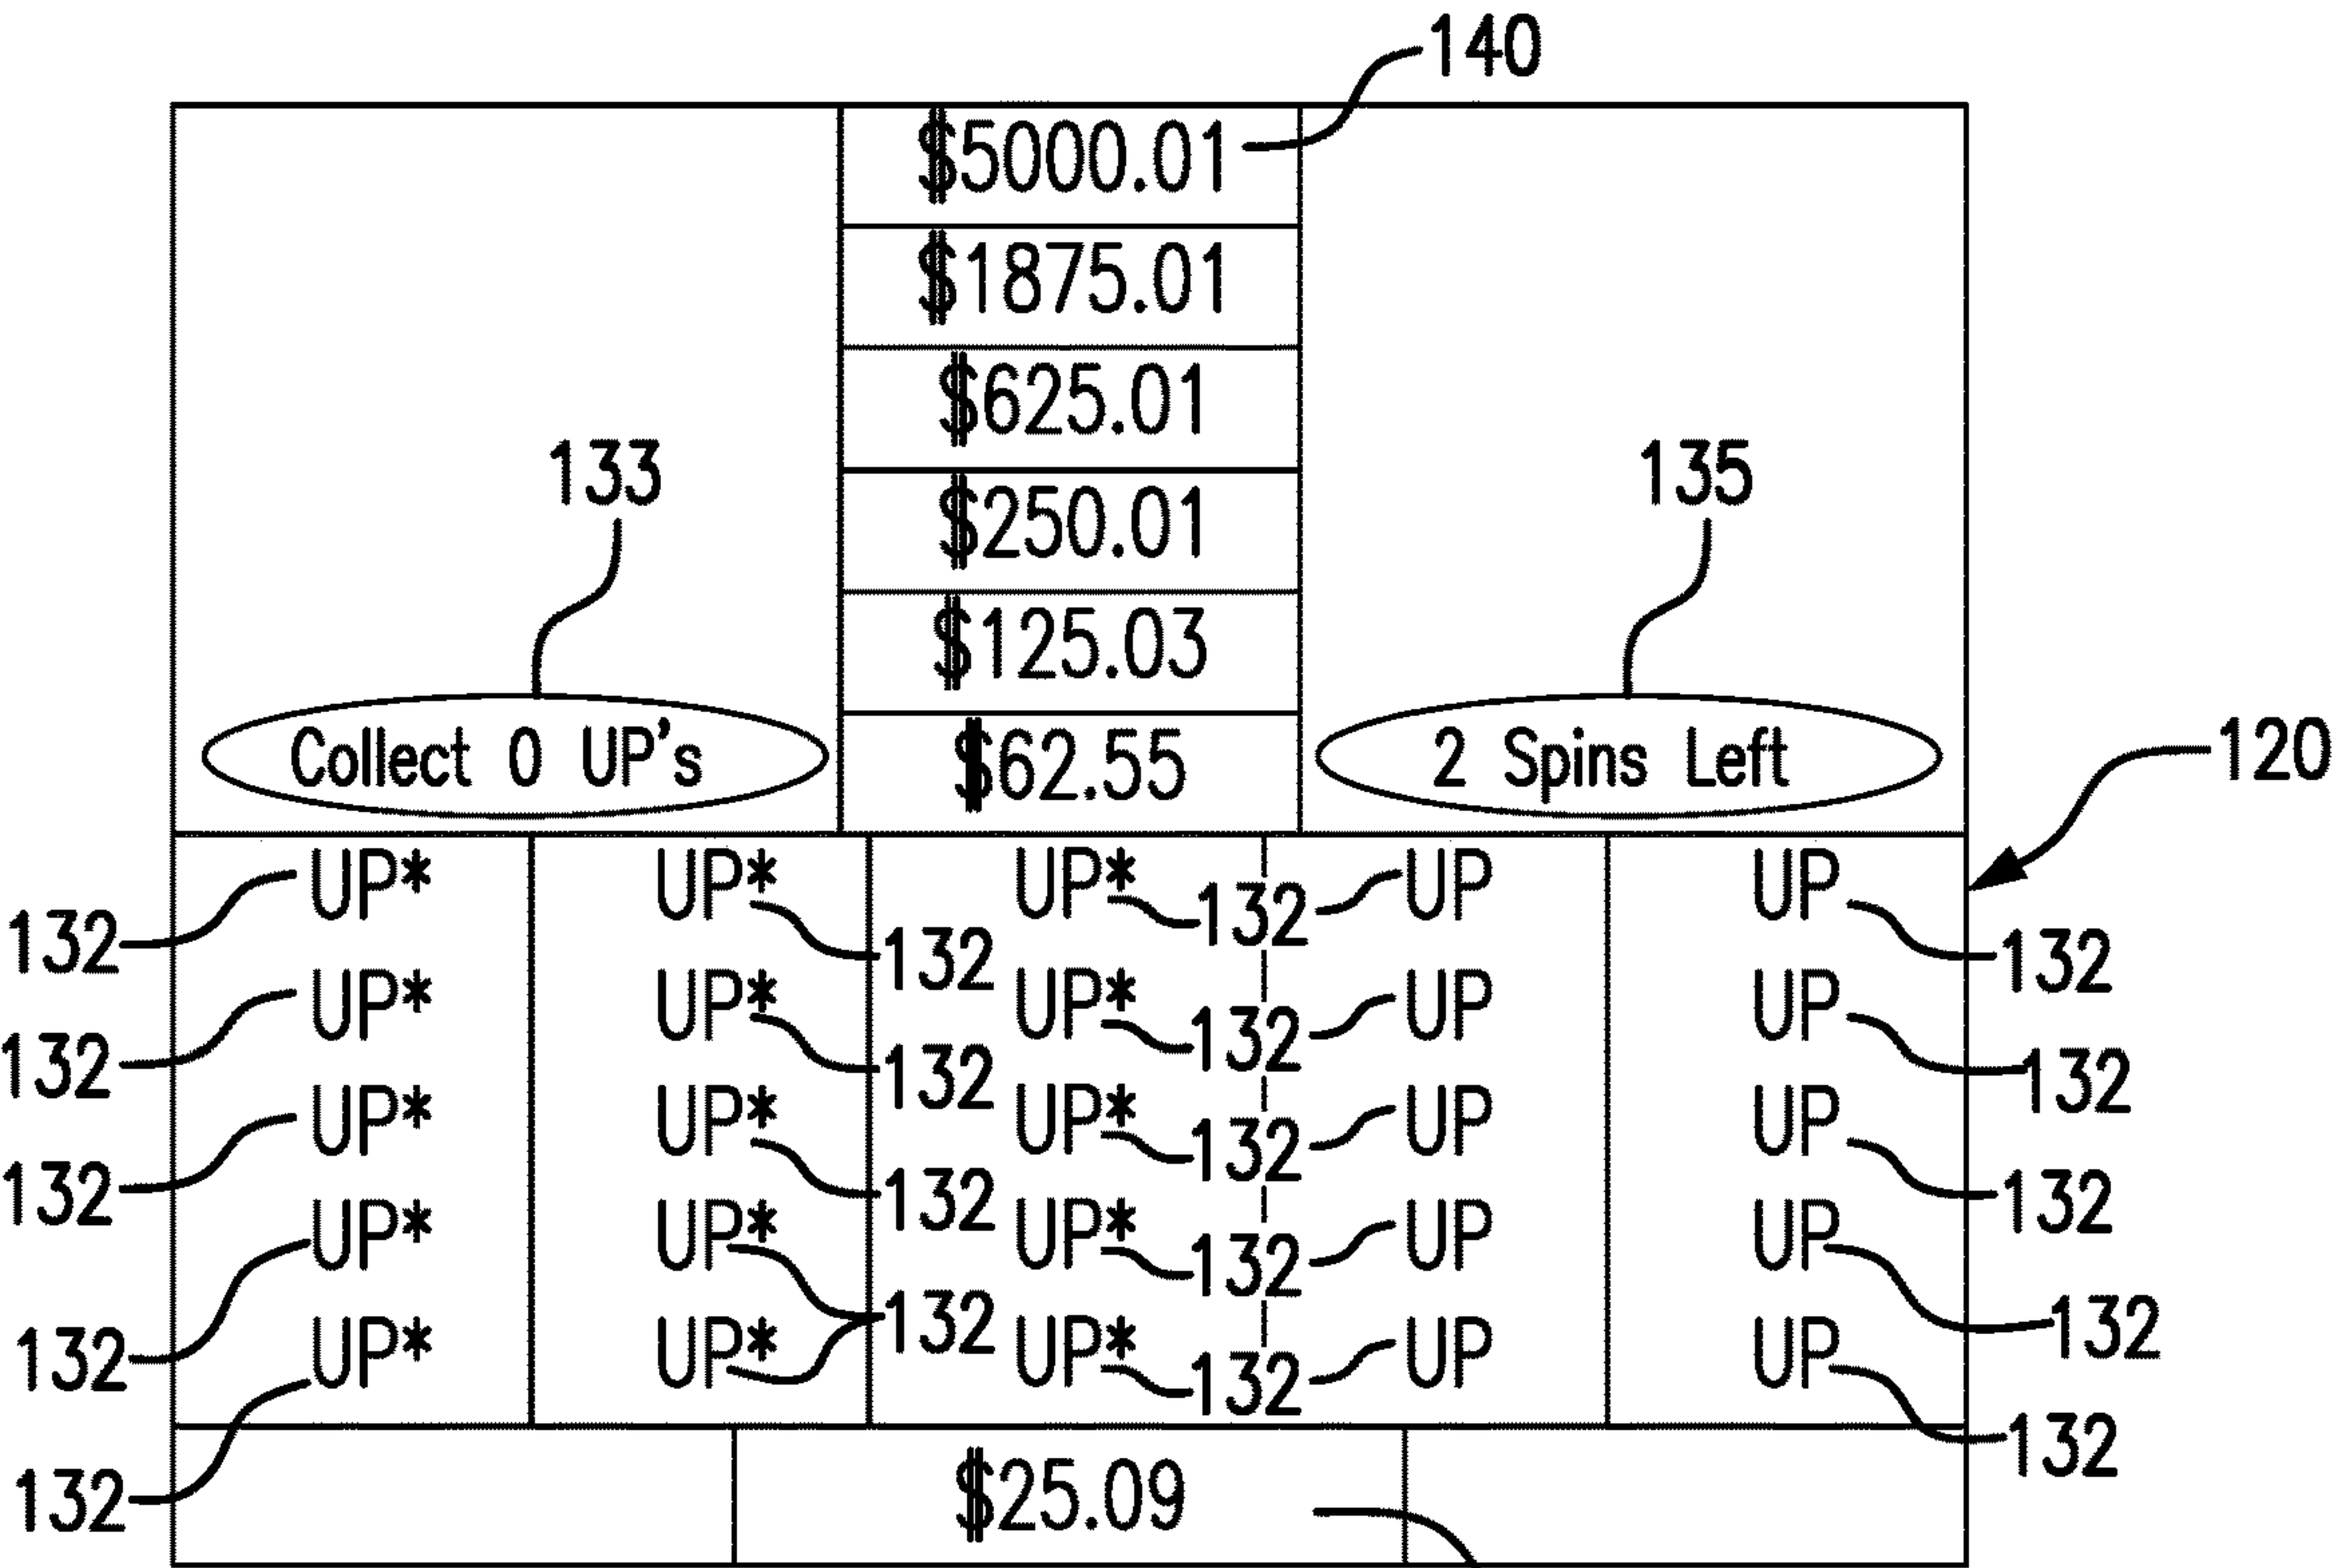 140
$5000.01
$1875.01
$625.01
133
135
$250.01
$125.03
Collect 0 UP's
$62.55
2 Spins Left
120
UP* UP* UP* 132 UP UP
132 132 132
UP* UP* UP* 132 UP UP
132 132 132
UP* UP* UP* 132 UP UP
132 132 132
UP* UP* UP* 132 UP UP
132 132 132
UP* UP* UP* 132 UP UP
132 132
$25.09